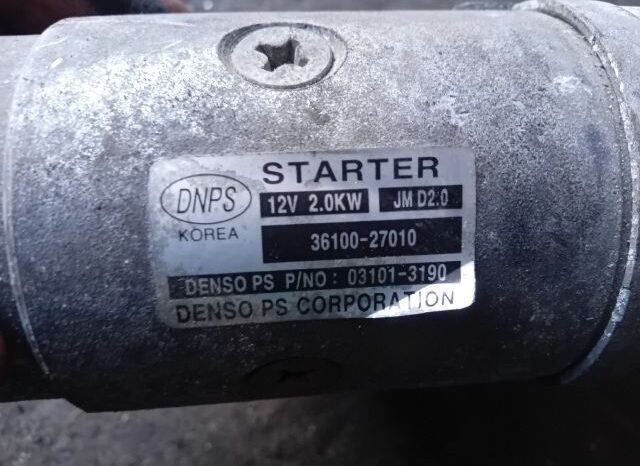 STARTER
DNPS
12V 2.0KW JM D2.0
KOREA
36100-27010
DENSO PS P/NO : 03101-3190
DENSO PS CORPORATION